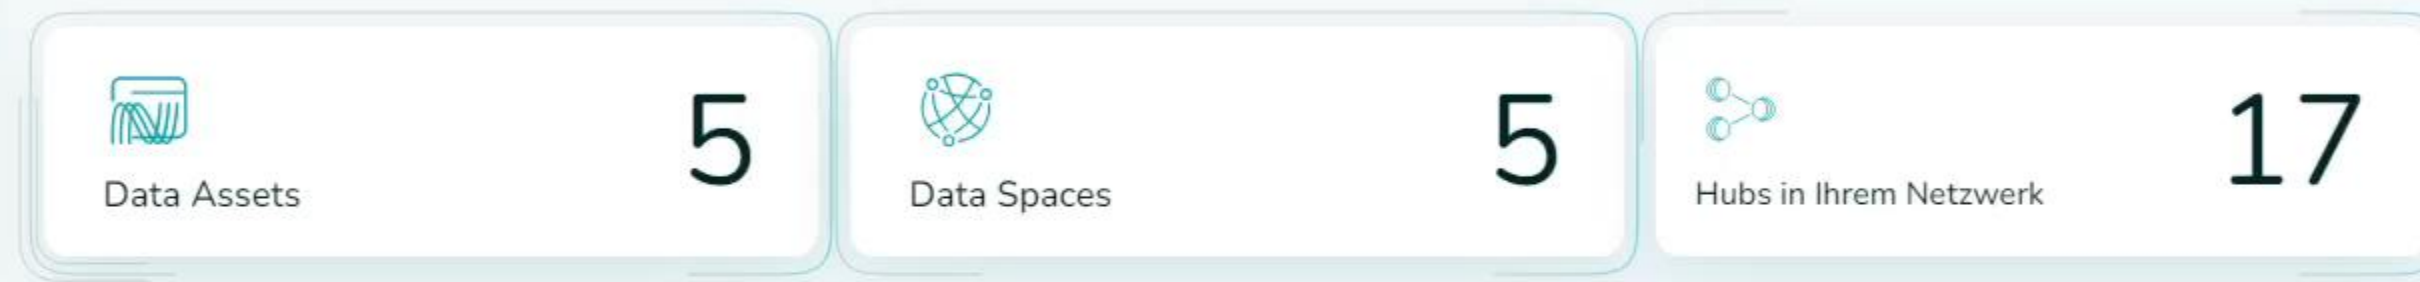 5
Data Assets
5
Data Spaces
17
Hubs in Ihrem Netzwerk